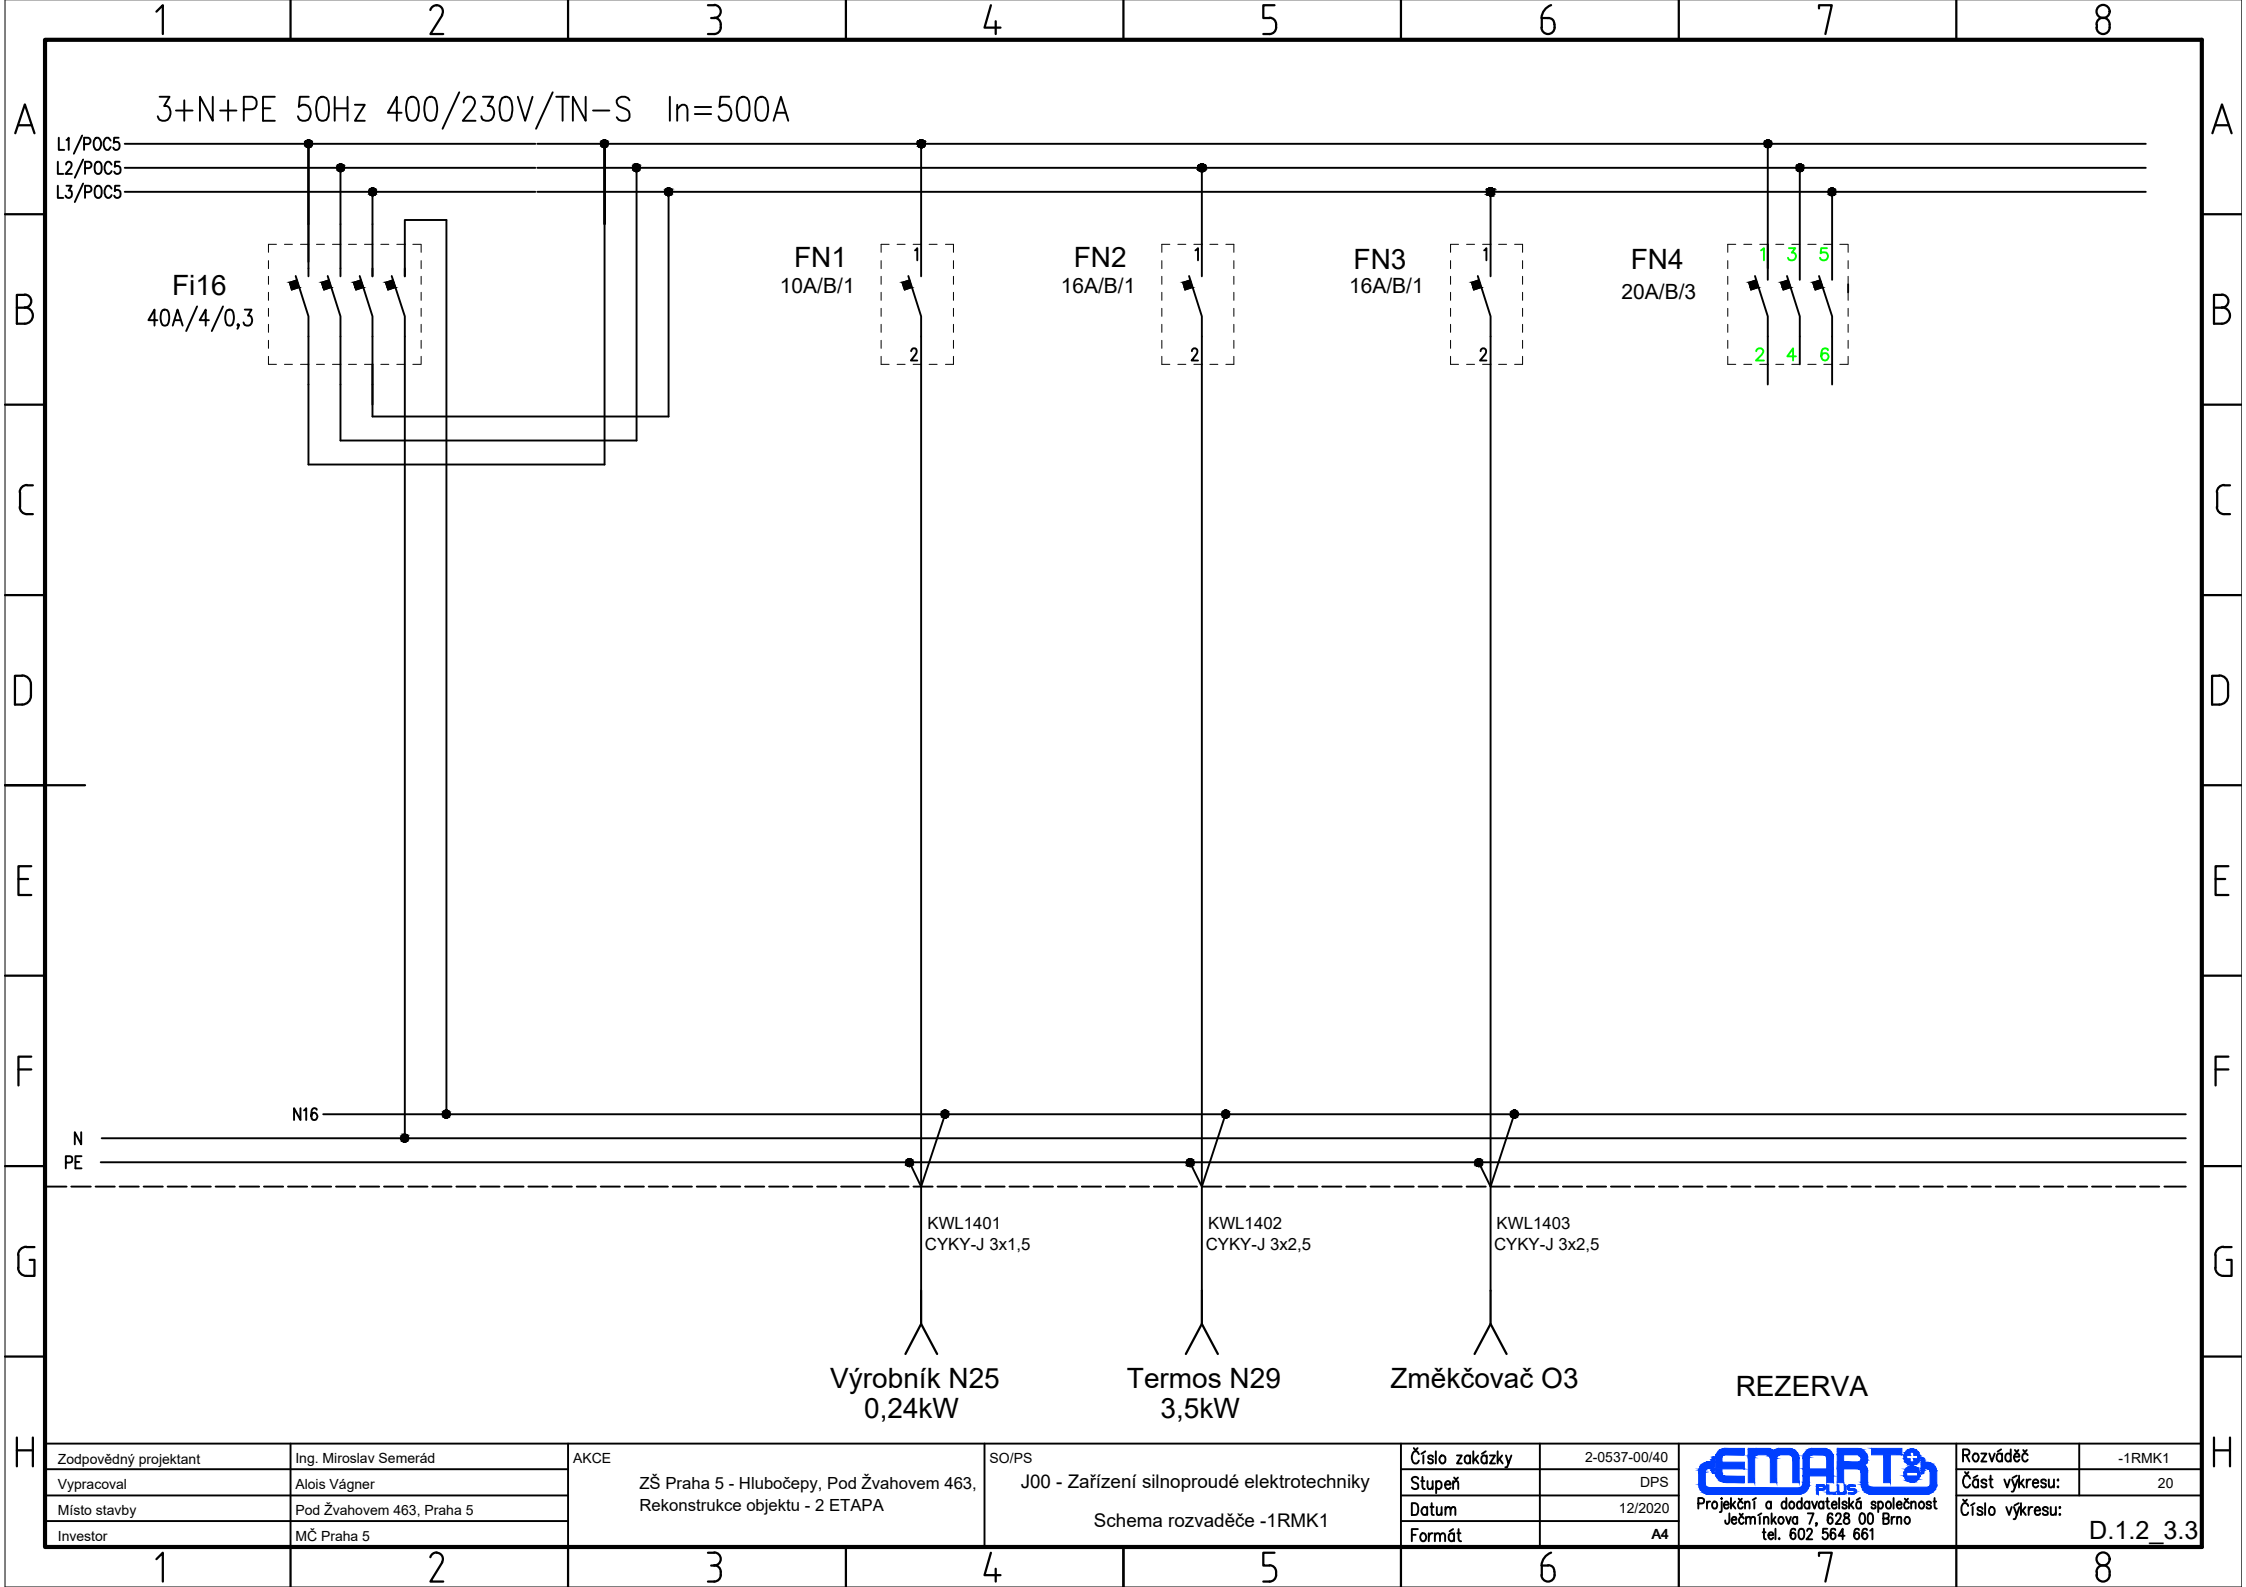 1 2 3 4 5 6 7 8
A A
3+N+PE 50Hz 400/230V/TN-S In=500A
L1/POC5
L2/POC5
L3/POC5
B B
Fi16
40A/4/0,3
FN1
10A/B/1
1
2
FN2
16A/B/1
1
2
FN3
16A/B/1
1
2
FN4
20A/B/3
1 3 5
2 4 6
C C
D D
E E
F F
N16
N
PE
G G
KWL1401
CYKY-J 3x1,5
KWL1402
CYKY-J 3x2,5
KWL1403
CYKY-J 3x2,5
Výrobník N25
0,24kW
Termos N29
3,5kW
Změkčovač O3
REZERVA
H H
Zodpovědný projektant Ing. Miroslav Semerád
Vypracoval Alois Vágner
Místo stavby Pod Žvahovem 463, Praha 5
Investor MČ Praha 5
AKCE
ZŠ Praha 5 - Hlubočepy, Pod Žvahovem 463,
Rekonstrukce objektu - 2 ETAPA
SO/PS
J00 - Zařízení silnoproudé elektrotechniky
Schema rozvaděče -1RMK1
Číslo zakázky 2-0537-00/40
Stupeň DPS
Datum 12/2020
Formát A4
EMART
PLUS
Projekční a dodavatelská společnost
Ječmínkova 7, 628 00 Brno
tel. 602 564 661
Rozváděč -1RMK1
Část výkresu: 20
Číslo výkresu:
D.1.2_3.3
1 2 3 4 5 6 7 8